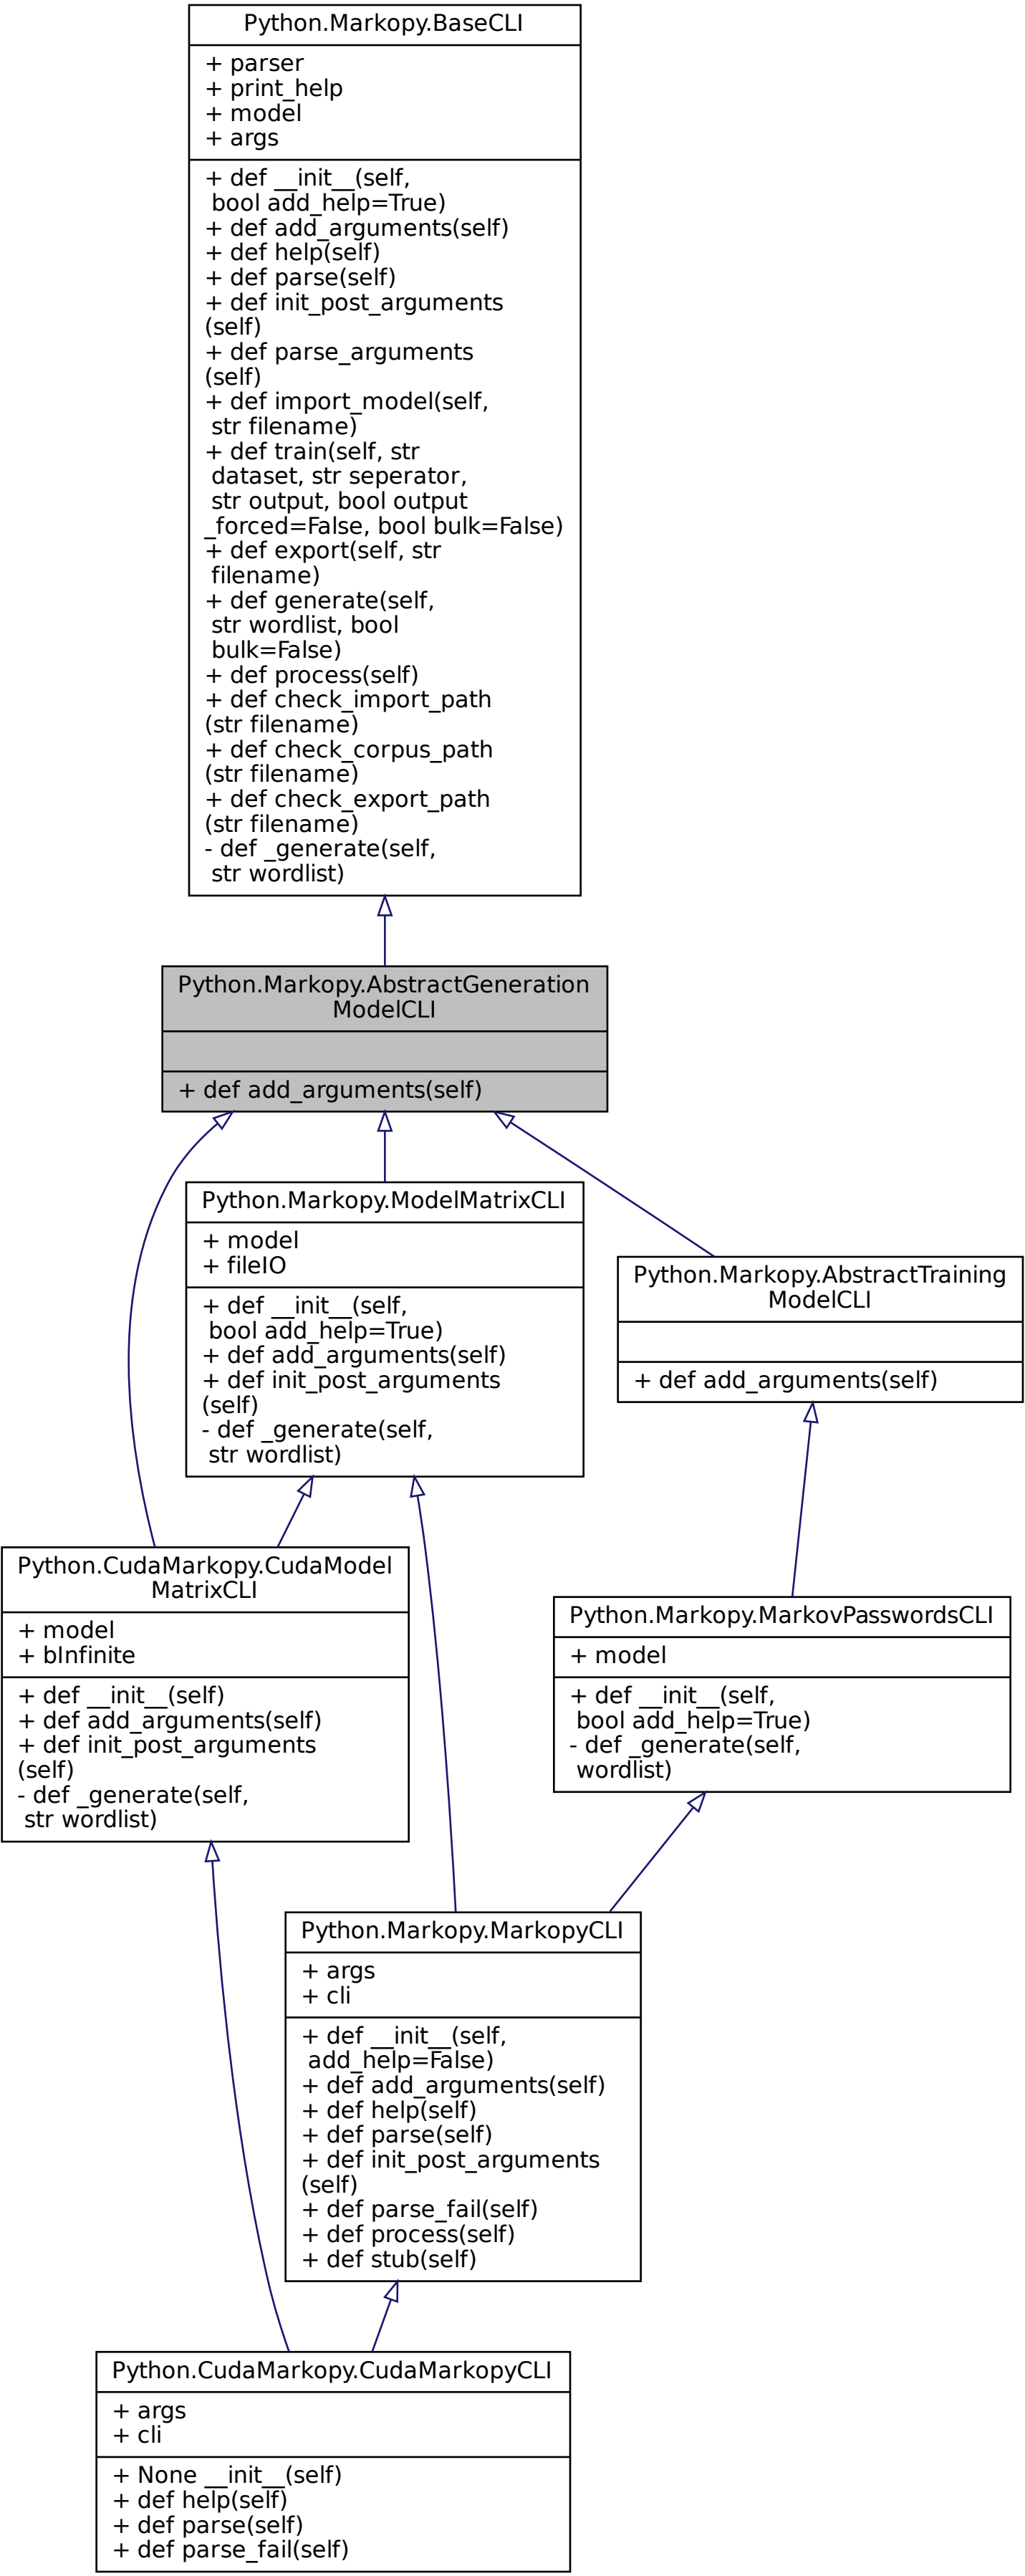 Python.Markopy.BaseCLI
+ parser
+ print_help
+ model
+ args
+ def __init__(self,
bool add_help=True)
+ def add_arguments(self)
+ def help(self)
+ def parse(self)
+ def init_post_arguments
(self)
+ def parse_arguments
(self)
+ def import_model(self,
str filename)
+ def train(self, str
dataset, str seperator,
str output, bool output
_forced=False, bool bulk=False)
+ def export(self, str
filename)
+ def generate(self,
str wordlist, bool
bulk=False)
+ def process(self)
+ def check_import_path
(str filename)
+ def check_corpus_path
(str filename)
+ def check_export_path
(str filename)
- def _generate(self,
str wordlist)
Python.Markopy.AbstractGeneration
ModelCLI
+ def add_arguments(self)
Python.Markopy.ModelMatrixCLI
+ model
+ fileIO
+ def __init__(self,
bool add_help=True)
+ def add_arguments(self)
+ def init_post_arguments
(self)
- def _generate(self,
str wordlist)
Python.Markopy.AbstractTraining
ModelCLI
+ def add_arguments(self)
Python.CudaMarkopy.CudaModel
MatrixCLI
+ model
+ bInfinite
+ def __init__(self)
+ def add_arguments(self)
+ def init_post_arguments
(self)
- def _generate(self,
str wordlist)
Python.Markopy.MarkovPasswordsCLI
+ model
+ def __init__(self,
bool add_help=True)
- def _generate(self,
wordlist)
Python.Markopy.MarkopyCLI
+ args
+ cli
+ def __init__(self,
add_help=False)
+ def add_arguments(self)
+ def help(self)
+ def parse(self)
+ def init_post_arguments
(self)
+ def parse_fail(self)
+ def process(self)
+ def stub(self)
Python.CudaMarkopy.CudaMarkopyCLI
+ args
+ cli
+ None __init__(self)
+ def help(self)
+ def parse(self)
+ def parse_fail(self)